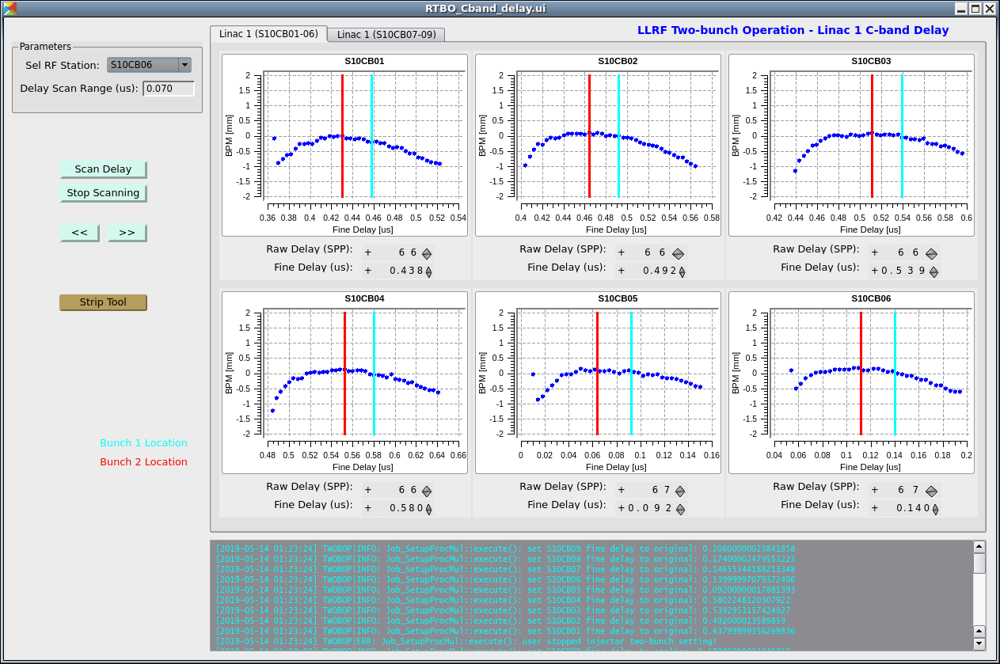 RTBO_Cband_delay.ui
Linac 1 (S10CB01-06)
Linac 1 (S10CB07-09)
LLRF Two-bunch Operation - Linac 1 C-band Delay
Parameters
Sel RF Station: S10CB06
Delay Scan Range (us): 0.070
Scan Delay
Stop Scanning
<< >>
Strip Tool
Bunch 1 Location
Bunch 2 Location
S10CB01
BPM [mm]
2
1.5
1
0.5
0
-0.5
-1
-1.5
-2
0.36 0.38 0.4 0.42 0.44 0.46 0.48 0.5 0.52 0.54
Fine Delay [us]
Raw Delay (SPP): + 6 6
Fine Delay (us): + 0.438
S10CB02
BPM [mm]
2
1.5
1
0.5
0
-0.5
-1
-1.5
-2
0.4 0.42 0.44 0.46 0.48 0.5 0.52 0.54 0.56 0.58
Fine Delay [us]
Raw Delay (SPP): + 6 6
Fine Delay (us): + 0.492
S10CB03
BPM [mm]
2
1.5
1
0.5
0
-0.5
-1
-1.5
-2
0.42 0.44 0.46 0.48 0.5 0.52 0.54 0.56 0.58 0.6
Fine Delay [us]
Raw Delay (SPP): + 6 6
Fine Delay (us): +0.539
S10CB04
BPM [mm]
2
1.5
1
0.5
0
-0.5
-1
-1.5
-2
0.48 0.5 0.52 0.54 0.56 0.58 0.6 0.62 0.64 0.66
Fine Delay [us]
Raw Delay (SPP): + 6 6
Fine Delay (us): + 0.580
S10CB05
BPM [mm]
2
1.5
1
0.5
0
-0.5
-1
-1.5
-2
0 0.02 0.04 0.06 0.08 0.1 0.12 0.14 0.16
Fine Delay [us]
Raw Delay (SPP): + 6 7
Fine Delay (us): +0.092
S10CB06
BPM [mm]
2
1.5
1
0.5
0
-0.5
-1
-1.5
-2
0.04 0.06 0.08 0.1 0.12 0.14 0.16 0.18 0.2
Fine Delay [us]
Raw Delay (SPP): + 6 7
Fine Delay (us): + 0.140
[2019-05-14 01:23:24] TWOBOP|INFO: Job_SetupProcMul::execute(): set S10CB09 fine delay to original: 0.20600000023841858
[2019-05-14 01:23:24] TWOBOP|INFO: Job_SetupProcMul::execute(): set S10CB08 fine delay to original: 0.17400002479553223
[2019-05-14 01:23:24] TWOBOP|INFO: Job_SetupProcMul::execute(): set S10CB07 fine delay to original: 0.14655344188213348
[2019-05-14 01:23:24] TWOBOP|INFO: Job_SetupProcMul::execute(): set S10CB06 fine delay to original: 0.13999997079372406
[2019-05-14 01:23:24] TWOBOP|INFO: Job_SetupProcMul::execute(): set S10CB05 fine delay to original: 0.09200000017881393
[2019-05-14 01:23:24] TWOBOP|INFO: Job_SetupProcMul::execute(): set S10CB04 fine delay to original: 0.5802248120307922
[2019-05-14 01:23:24] TWOBOP|INFO: Job_SetupProcMul::execute(): set S10CB03 fine delay to original: 0.5392953157424927
[2019-05-14 01:23:24] TWOBOP|INFO: Job_SetupProcMul::execute(): set S10CB02 fine delay to original: 0.492000013589859
[2019-05-14 01:23:24] TWOBOP|INFO: Job_SetupProcMul::execute(): set S10CB01 fine delay to original: 0.43799999356269836
[2019-05-14 01:23:24] TWOBOP|ERR: Job_SetupProcMul::execute(): user stopped injector two-bunch setting!